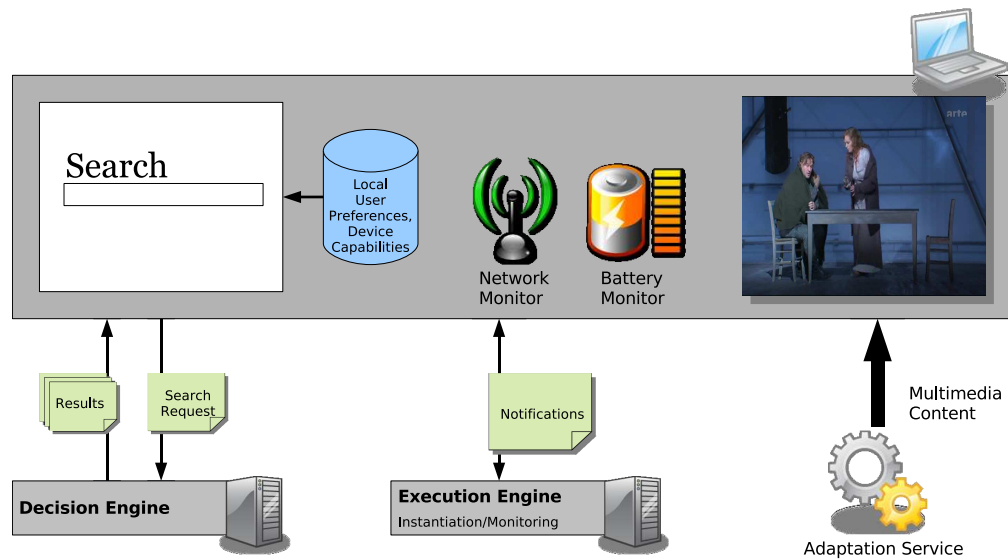 arte
Search
Local
User
Preferences,
Device
Capabilities
Network
Monitor
Battery
Monitor
Results
Search
Request
Notifications
Multimedia
Content
Decision Engine
Execution Engine
Instantiation/Monitoring
Adaptation Service